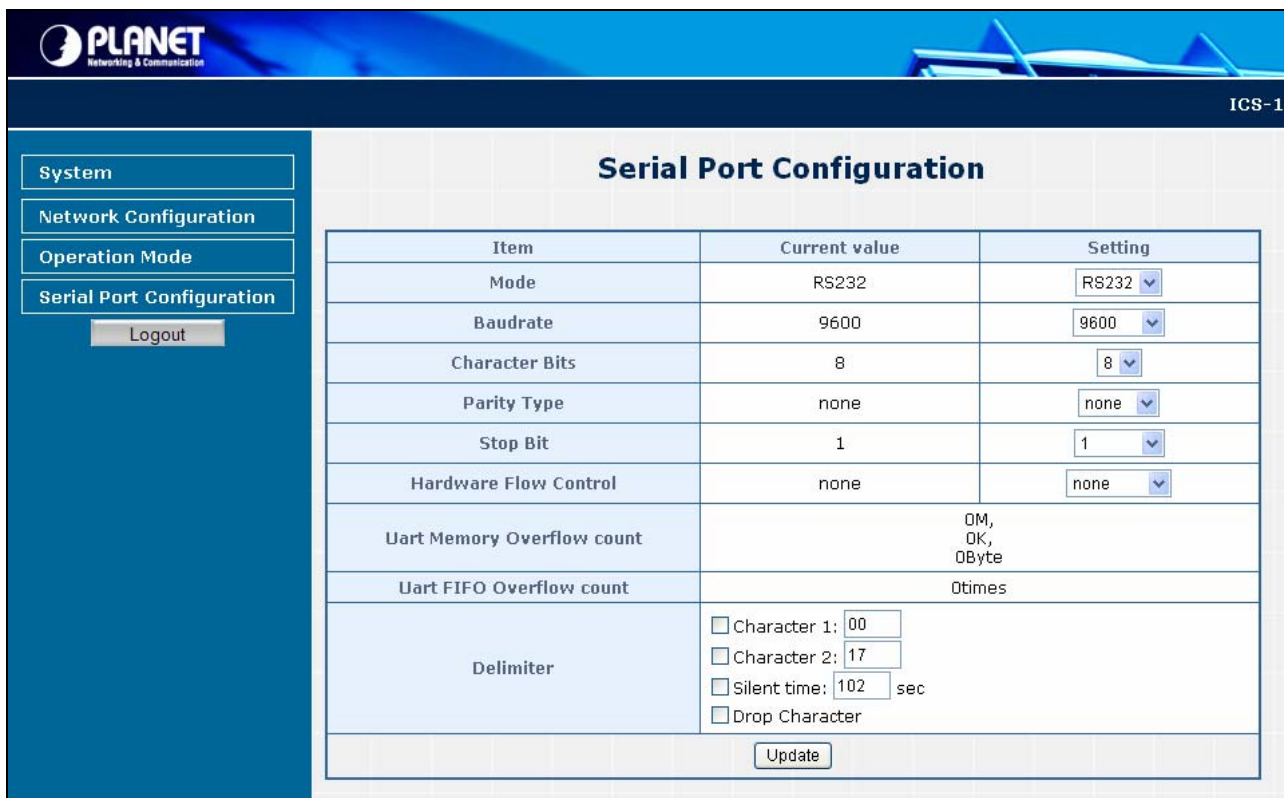 PLANET
Networking & Communication
ICS-1
System
Network Configuration
Operation Mode
Serial Port Configuration
Logout
Serial Port Configuration
Item Current value Setting
Mode RS232 RS232
Baudrate 9600 9600
Character Bits 8 8
Parity Type none none
Stop Bit 1 1
Hardware Flow Control none none
Uart Memory Overflow count
0M,
0K,
0Byte
Uart FIFO Overflow count 0times
Delimiter
Character 1: 00
Character 2: 17
Silent time: 102 sec
Drop Character
Update